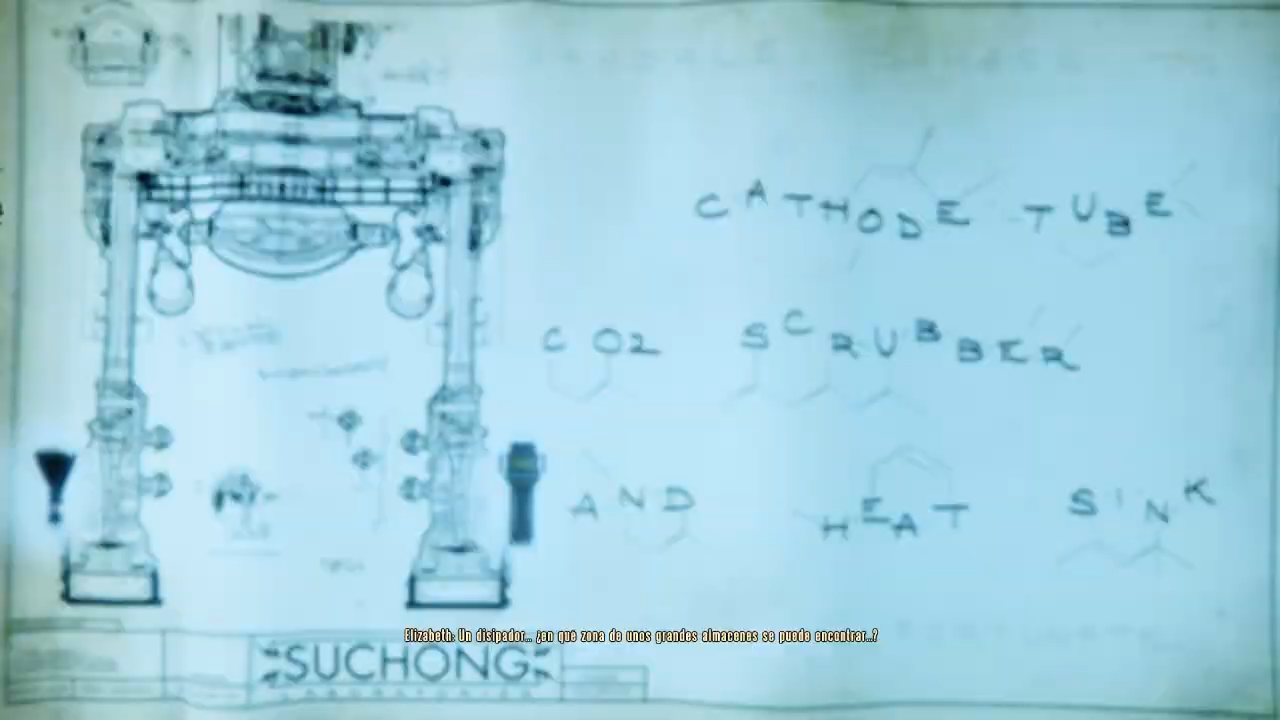 CATHODE TUBE
CO2 SCRUBBER
AND HEAT SINK
Elizabeth: Un disipador... ¿en qué zona de unos grandes almacenes se puede encontrar...?
SUCHONG
LABORATORIES